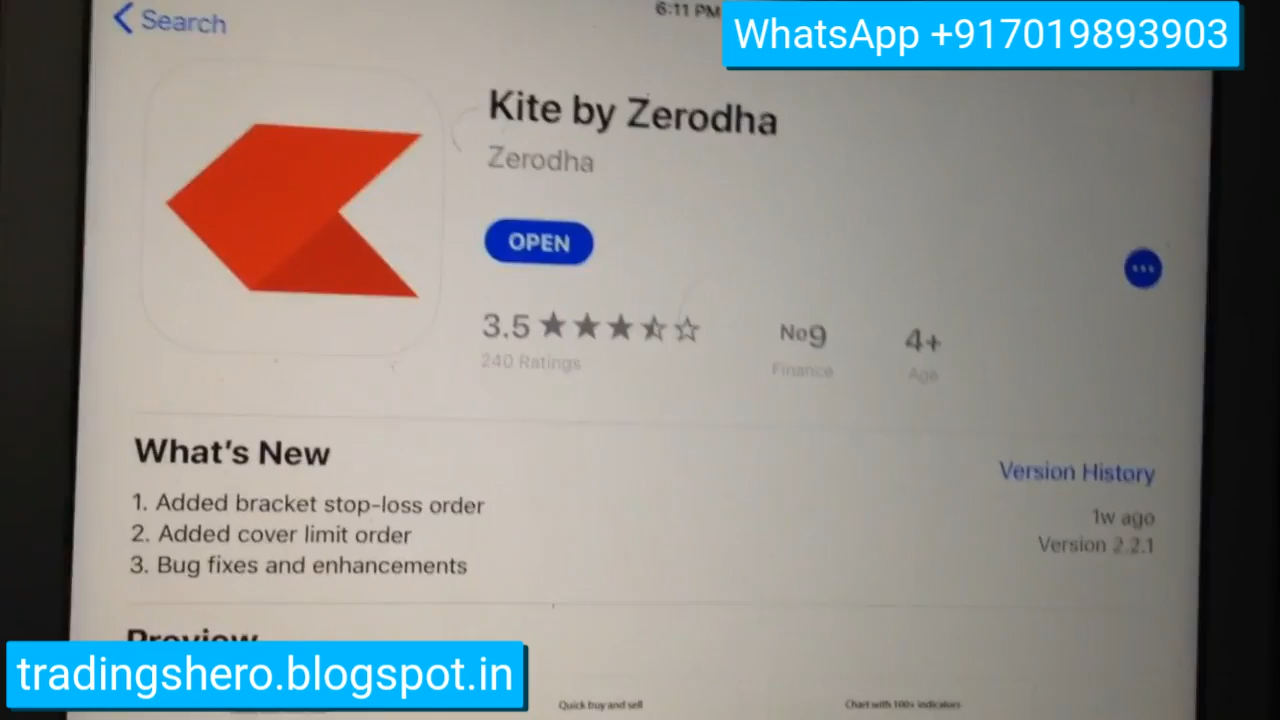 Search
6:11 PM
WhatsApp +917019893903
Kite by Zerodha
Zerodha
OPEN
3.5
No9
4+
240 Ratings
Finance
Age
What's New
Version History
1. Added bracket stop-loss order
1w ago
2. Added cover limit order
Version 2.2.1
3. Bug fixes and enhancements
Preview
tradingshero.blogspot.in
Quick buy and sell
Chart with 100+ indicators